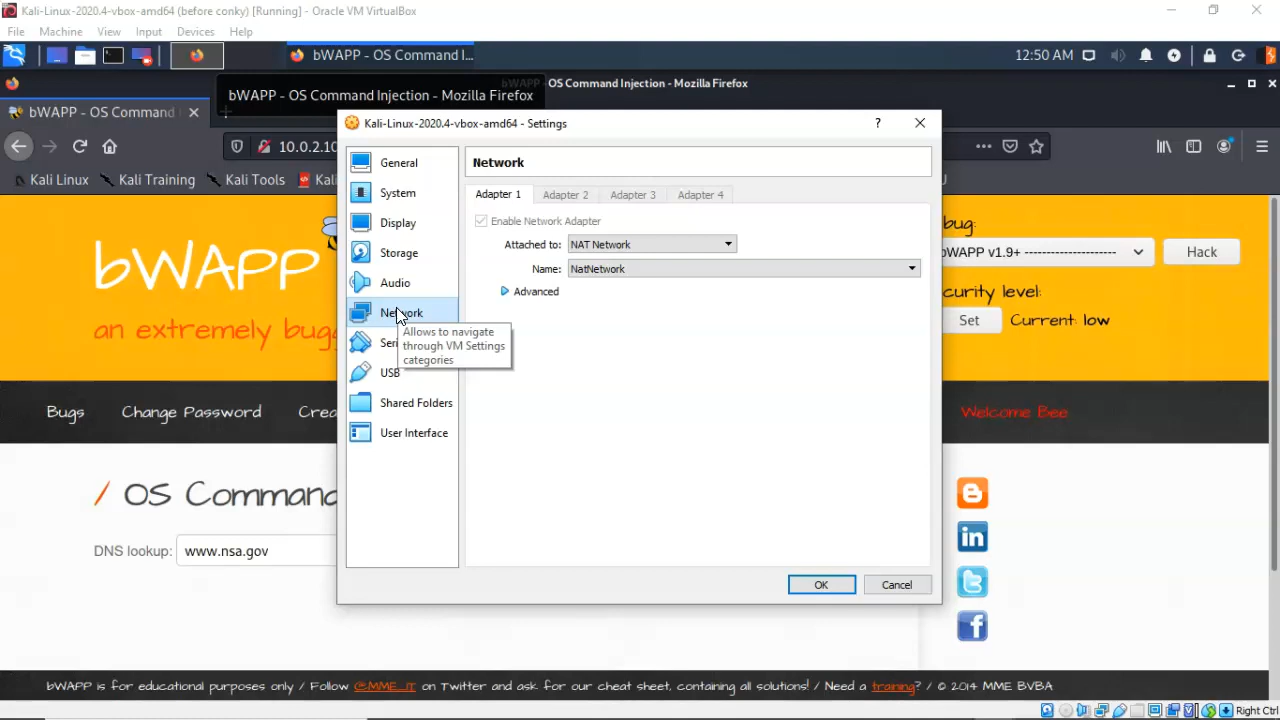 Kali-Linux-2020.4-vbox-amd64 (before conky) [Running] - Oracle VM VirtualBox
File Machine View Input Devices Help
bWAPP - OS Command I... 12:50 AM
bWAPP - OS Command Injection - Mozilla Firefox
bWAPP - OS Command Injection - Mozilla Firefox
bWAPP - OS Command
Kali-Linux-2020.4-vbox-amd64 - Settings
10.0.2.10
Kali Linux Kali Training Kali Tools Kali
General
System
Display
Storage
Audio
Network
USB
Shared Folders
User Interface
Allows to navigate
through VM Settings
categories
Network
Adapter 1 Adapter 2 Adapter 3 Adapter 4
Enable Network Adapter
Attached to: NAT Network
Name: NatNetwork
Advanced
OK Cancel
bWAPP
an extremely bugg
bug:
bWAPP v1.9+ -------------------- Hack
curity level:
Set Current: low
Bugs Change Password Crea Welcome Bee
/ OS Command
DNS lookup: www.nsa.gov
bWAPP is for educational purposes only / Follow @MME_IT on Twitter and ask for our cheat sheet, containing all solutions! / Need a training? / © 2014 MME BVBA
Right Ctrl